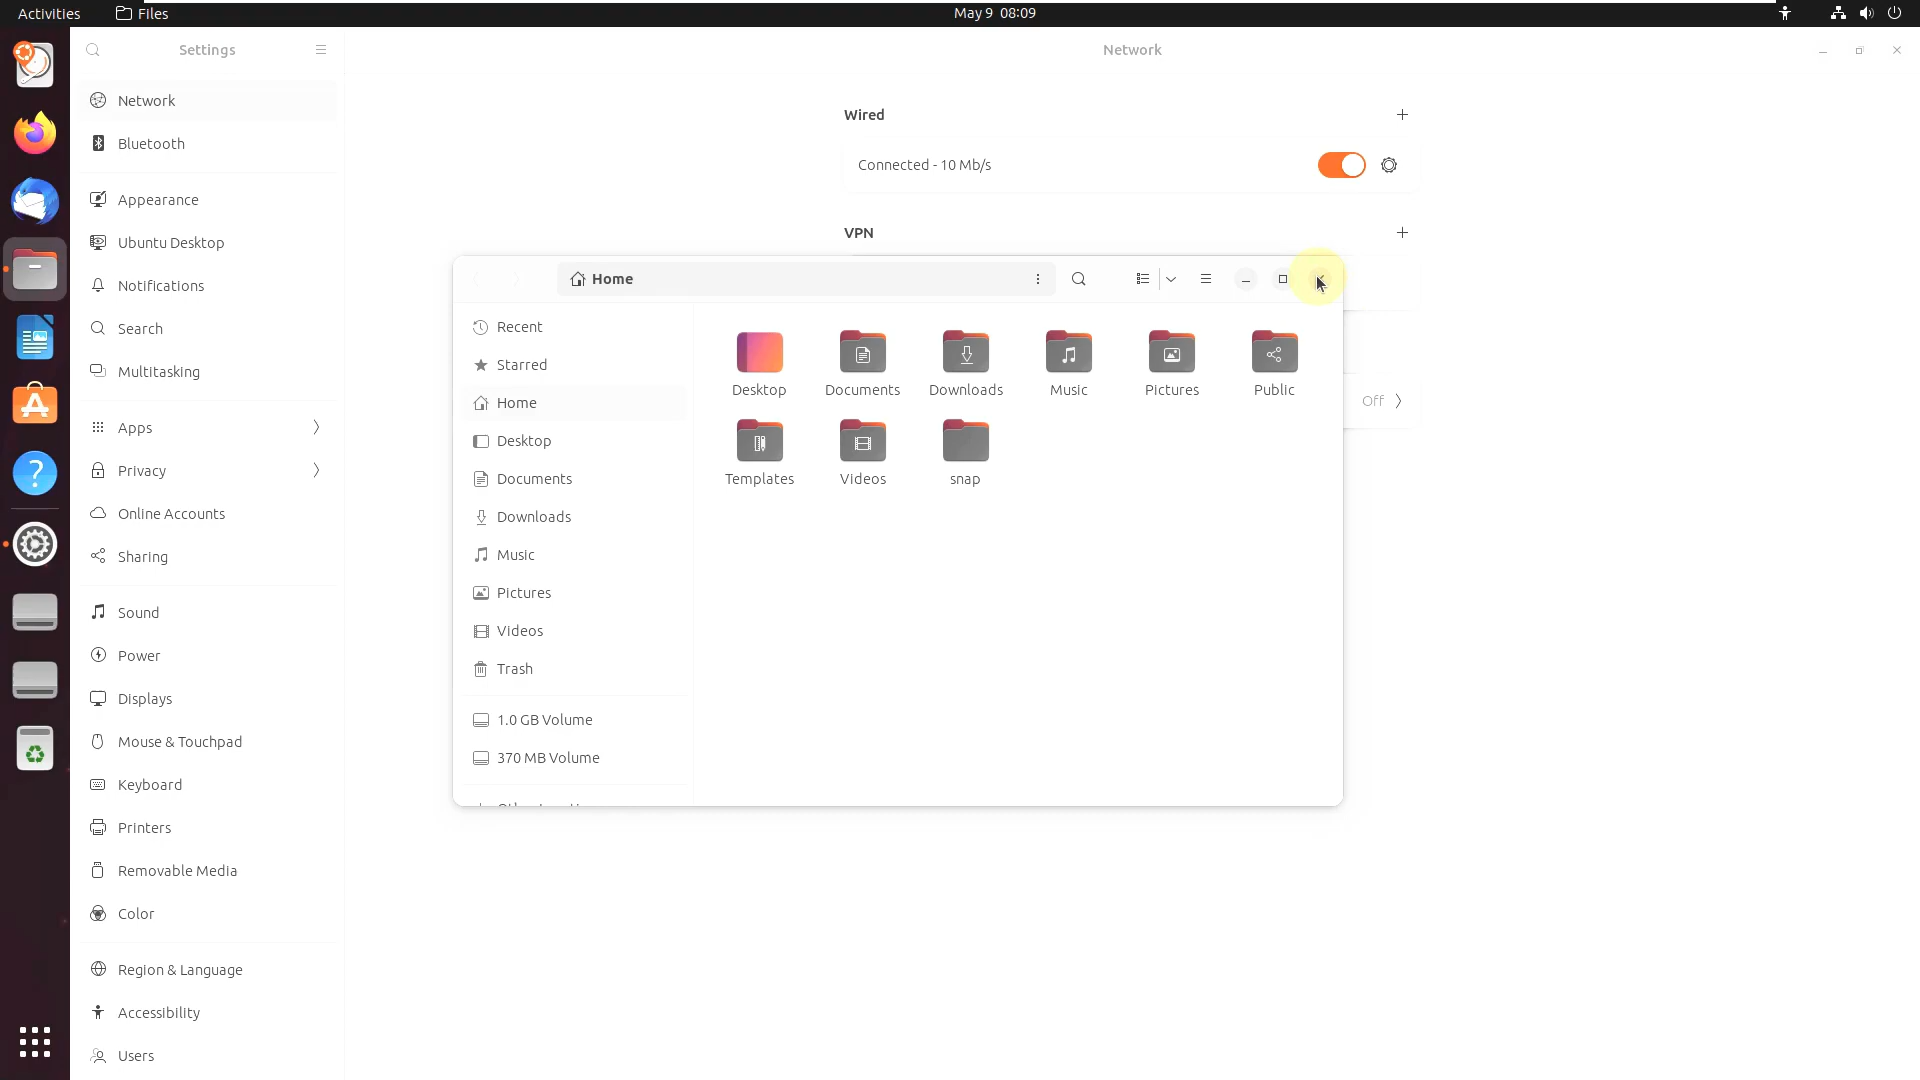 Activities
Files
May 9 08:09
Settings
Network
Network
Bluetooth
Appearance
Ubuntu Desktop
Notifications
Search
Multitasking
Apps
Privacy
Online Accounts
Sharing
Sound
Power
Displays
Mouse & Touchpad
Keyboard
Printers
Removable Media
Color
Region & Language
Accessibility
Users
Wired
Connected - 10 Mb/s
VPN
Off
Home
Recent
Starred
Home
Desktop
Documents
Downloads
Music
Pictures
Videos
Trash
1.0 GB Volume
370 MB Volume
Desktop
Documents
Downloads
Music
Pictures
Public
Templates
Videos
snap